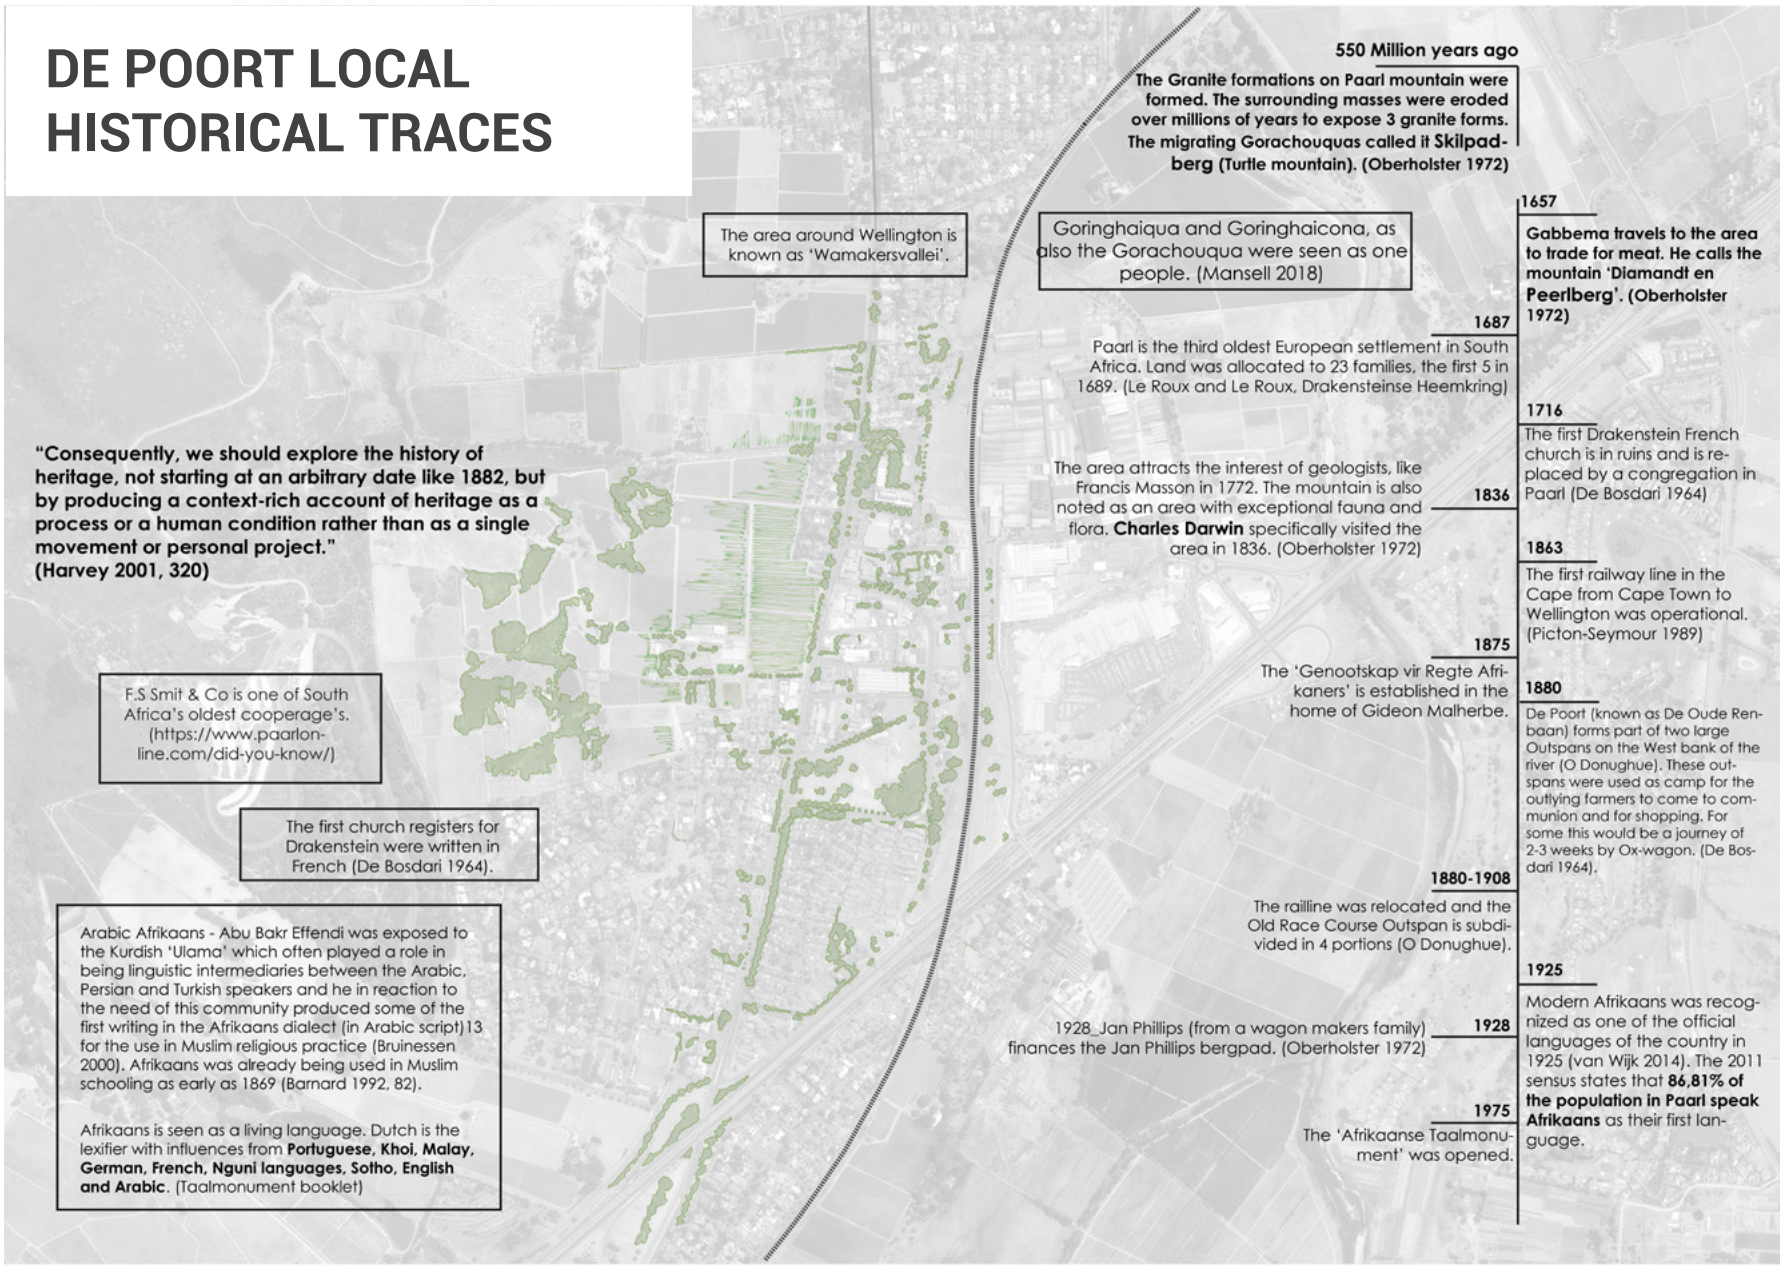 DE POORT LOCAL
HISTORICAL TRACES
550 Million years ago
The Granite formations on Paarl mountain were
formed. The surrounding masses were eroded
over millions of years to expose 3 granite forms.
The migrating Gorachouquas called it Skilpad-
berg (Turtle mountain). (Oberholster 1972)
1657
Gabbema travels to the area
to trade for meat. He calls the
mountain ‘Diamandt en
Peerlberg’. (Oberholster
1972)
The area around Wellington is
known as ‘Wamakersvallei’.
Goringhaiqua and Goringhaicona, as
also the Gorachouqua were seen as one
people. (Mansell 2018)
1687
Paarl is the third oldest European settlement in South
Africa. Land was allocated to 23 families, the first 5 in
1689. (Le Roux and Le Roux, Drakensteinse Heemkring)
1716
The first Drakenstein French
church is in ruins and is re-
placed by a congregation in
Paarl (De Bosdari 1964)
“Consequently, we should explore the history of
heritage, not starting at an arbitrary date like 1882, but
by producing a context-rich account of heritage as a
process or a human condition rather than as a single
movement or personal project.”
(Harvey 2001, 320)
The area attracts the interest of geologists, like
Francis Masson in 1772. The mountain is also
noted as an area with exceptional fauna and
flora. Charles Darwin specifically visited the
area in 1836. (Oberholster 1972)
1836
1863
The first railway line in the
Cape from Cape Town to
Wellington was operational.
(Picton-Seymour 1989)
1875
The ‘Genootskap vir Regte Afri-
kaners’ is established in the
home of Gideon Malherbe.
1880
De Poort (known as De Oude Ren-
baan) forms part of two large
Outspans on the West bank of the
river (O Donughue). These out-
spans were used as camp for the
outlying farmers to come to com-
munion and for shopping. For
some this would be a journey of
2-3 weeks by Ox-wagon. (De Bos-
dari 1964).
F.S Smit & Co is one of South
Africa’s oldest cooperage’s.
(https://www.paarlon-
line.com/did-you-know/)
The first church registers for
Drakenstein were written in
French (De Bosdari 1964).
1880-1908
The railline was relocated and the
Old Race Course Outspan is subdi-
vided in 4 portions (O Donughue).
Arabic Afrikaans - Abu Bakr Effendi was exposed to
the Kurdish ‘Ulama’ which often played a role in
being linguistic intermediaries between the Arabic,
Persian and Turkish speakers and he in reaction to
the need of this community produced some of the
first writing in the Afrikaans dialect (in Arabic script)13
for the use in Muslim religious practice (Bruinessen
2000). Afrikaans was already being used in Muslim
schooling as early as 1869 (Barnard 1992, 82).
Afrikaans is seen as a living language. Dutch is the
lexifier with influences from Portuguese, Khoi, Malay,
German, French, Nguni languages, Sotho, English
and Arabic. (Taalmonument booklet)
1925
Modern Afrikaans was recog-
nized as one of the official
languages of the country in
1925 (van Wijk 2014). The 2011
sensus states that 86,81% of
the population in Paarl speak
Afrikaans as their first lan-
guage.
1928
1928_Jan Phillips (from a wagon makers family)
finances the Jan Phillips bergpad. (Oberholster 1972)
1975
The ‘Afrikaanse Taalmonu-
ment’ was opened.